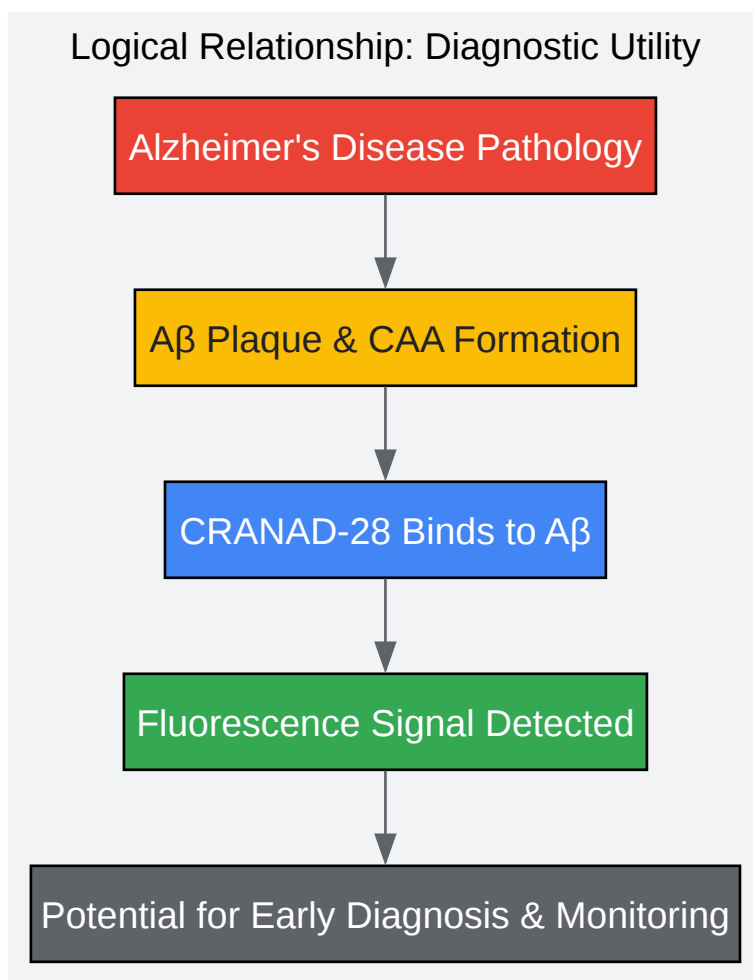 Logical Relationship: Diagnostic Utility
Alzheimer's Disease Pathology
Aβ Plaque & CAA Formation
CRANAD-28 Binds to Aβ
Fluorescence Signal Detected
Potential for Early Diagnosis & Monitoring